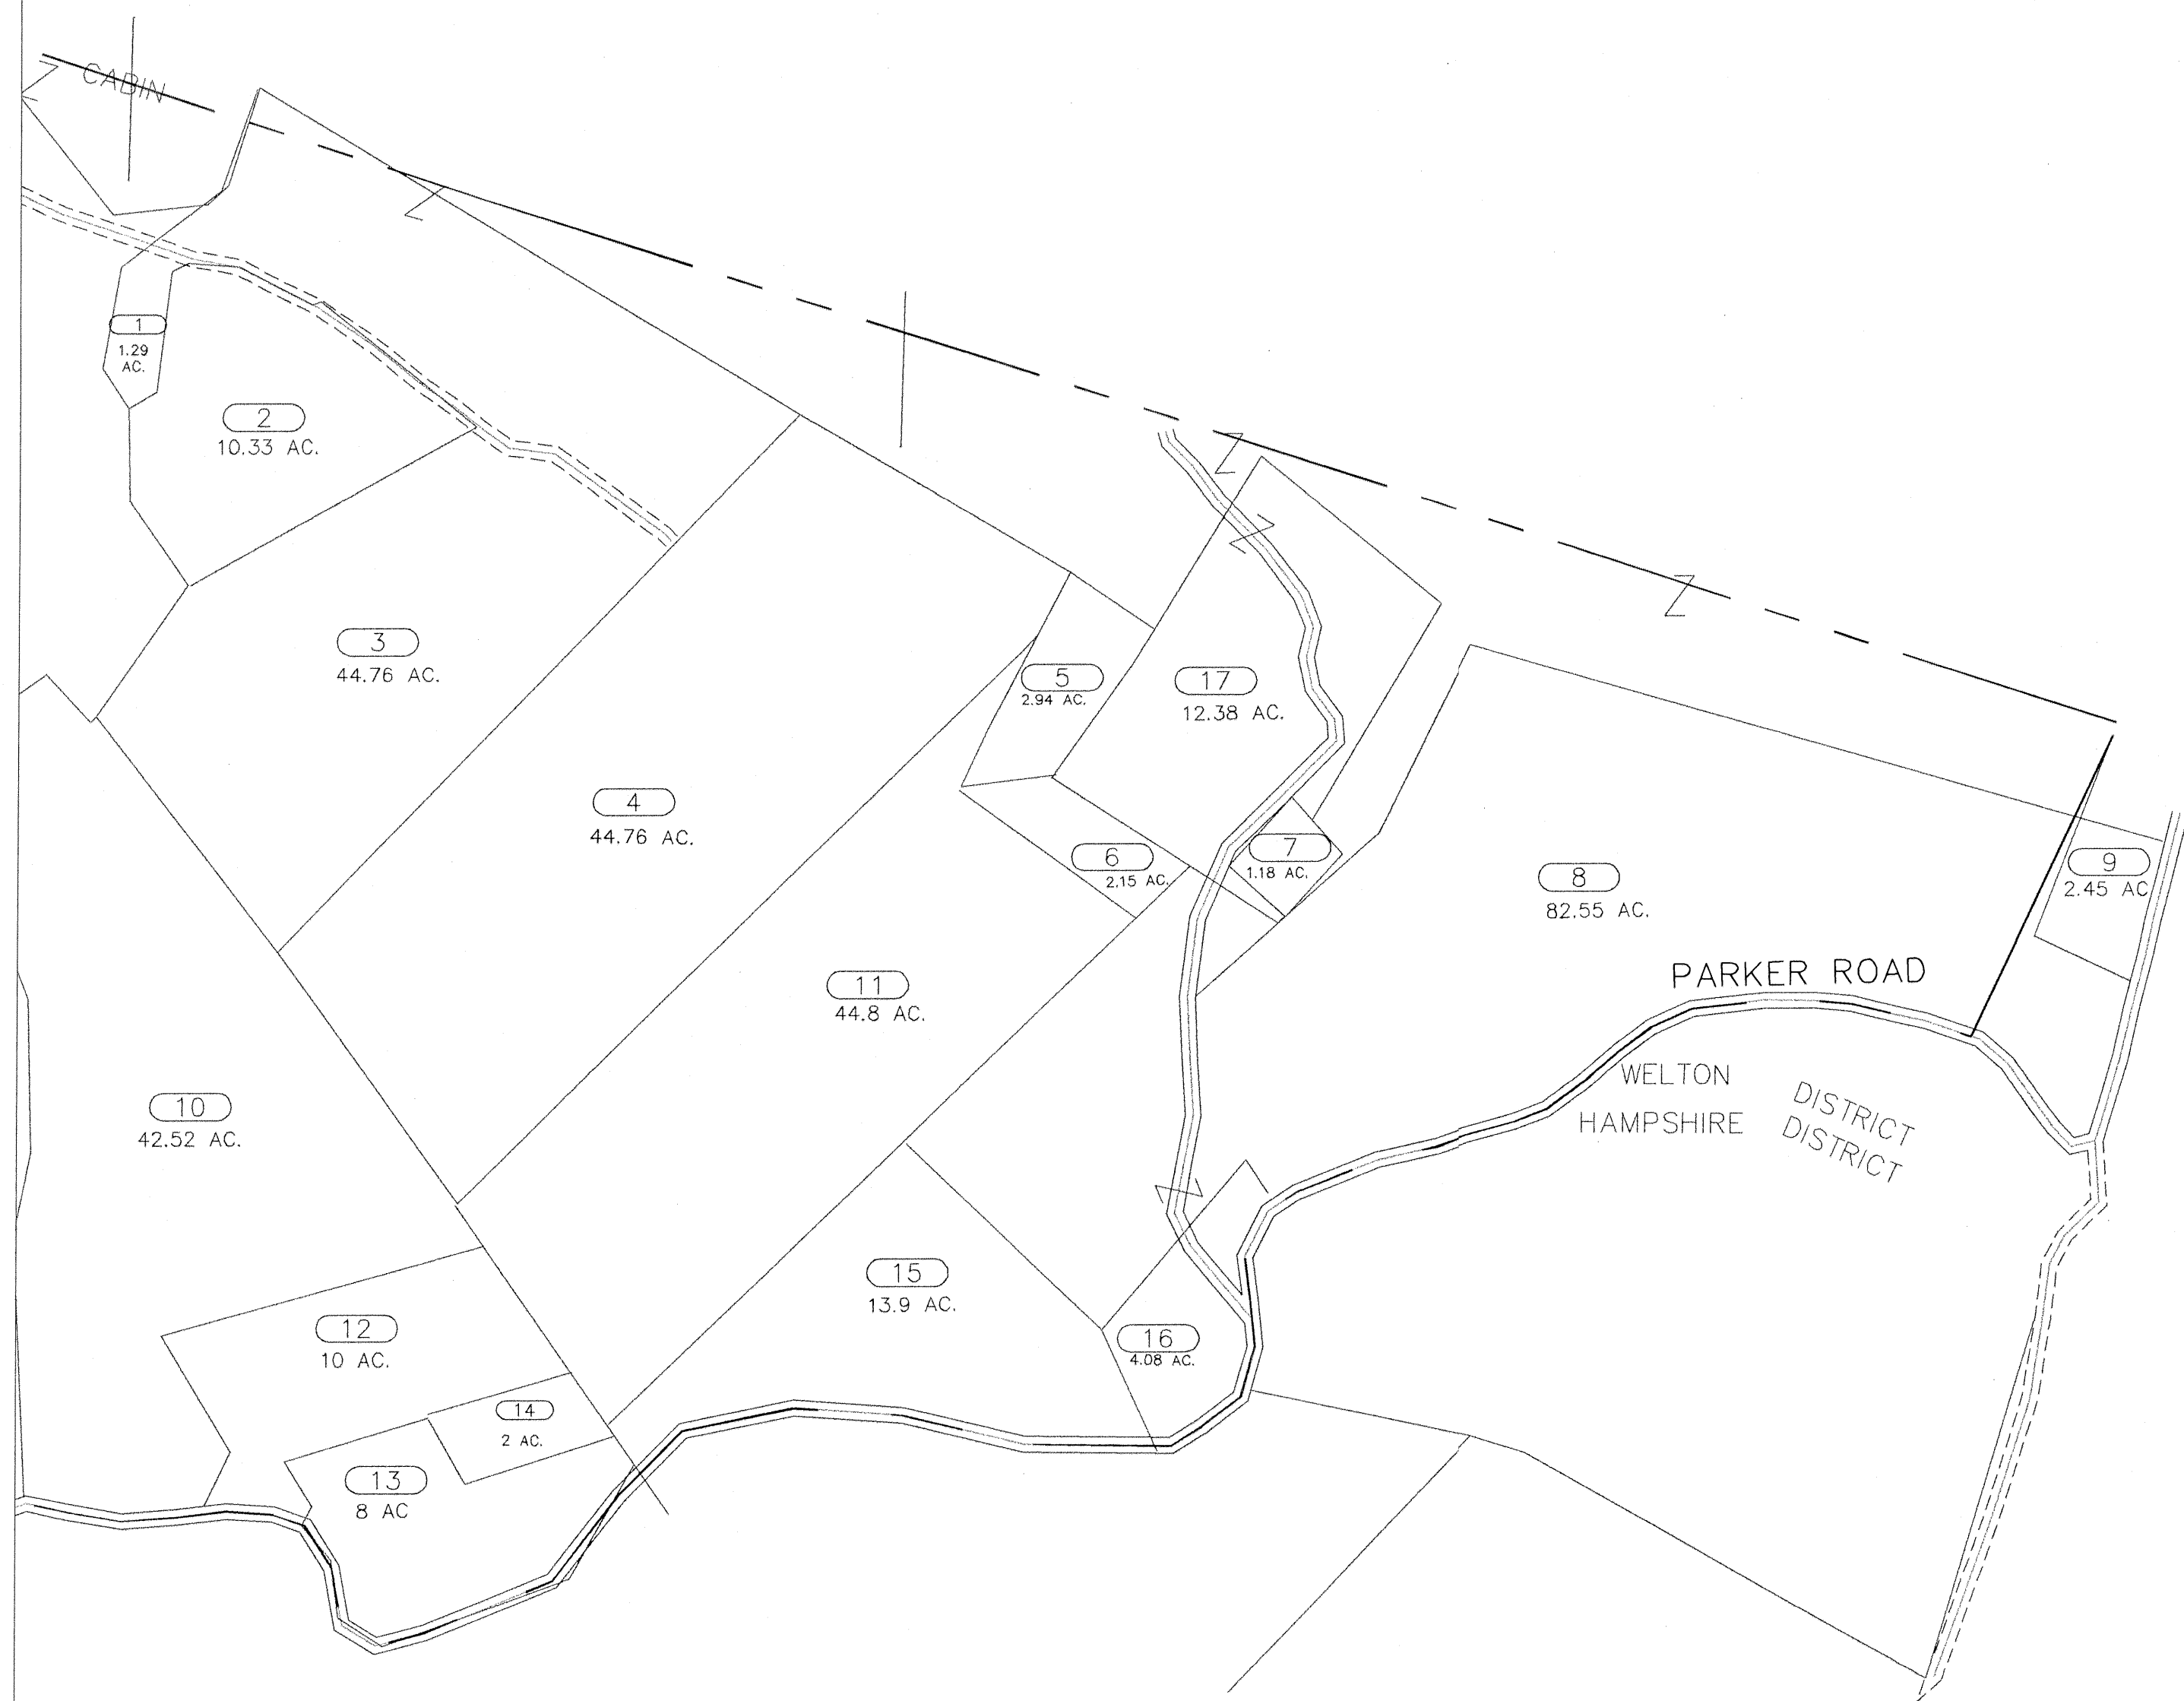 CABIN
1
1.29
AC.
2
10.33 AC.
3
44.76 AC.
4
44.76 AC.
5
2.94 AC.
17
12.38 AC.
6
2.15 AC.
7
1.18 AC.
8
82.55 AC.
9
2.45 AC
PARKER ROAD
11
44.8 AC.
WELTON DISTRICT
HAMPSHIRE DISTRICT
10
42.52 AC.
15
13.9 AC.
12
10 AC.
16
4.08 AC.
14
2 AC.
13
8 AC